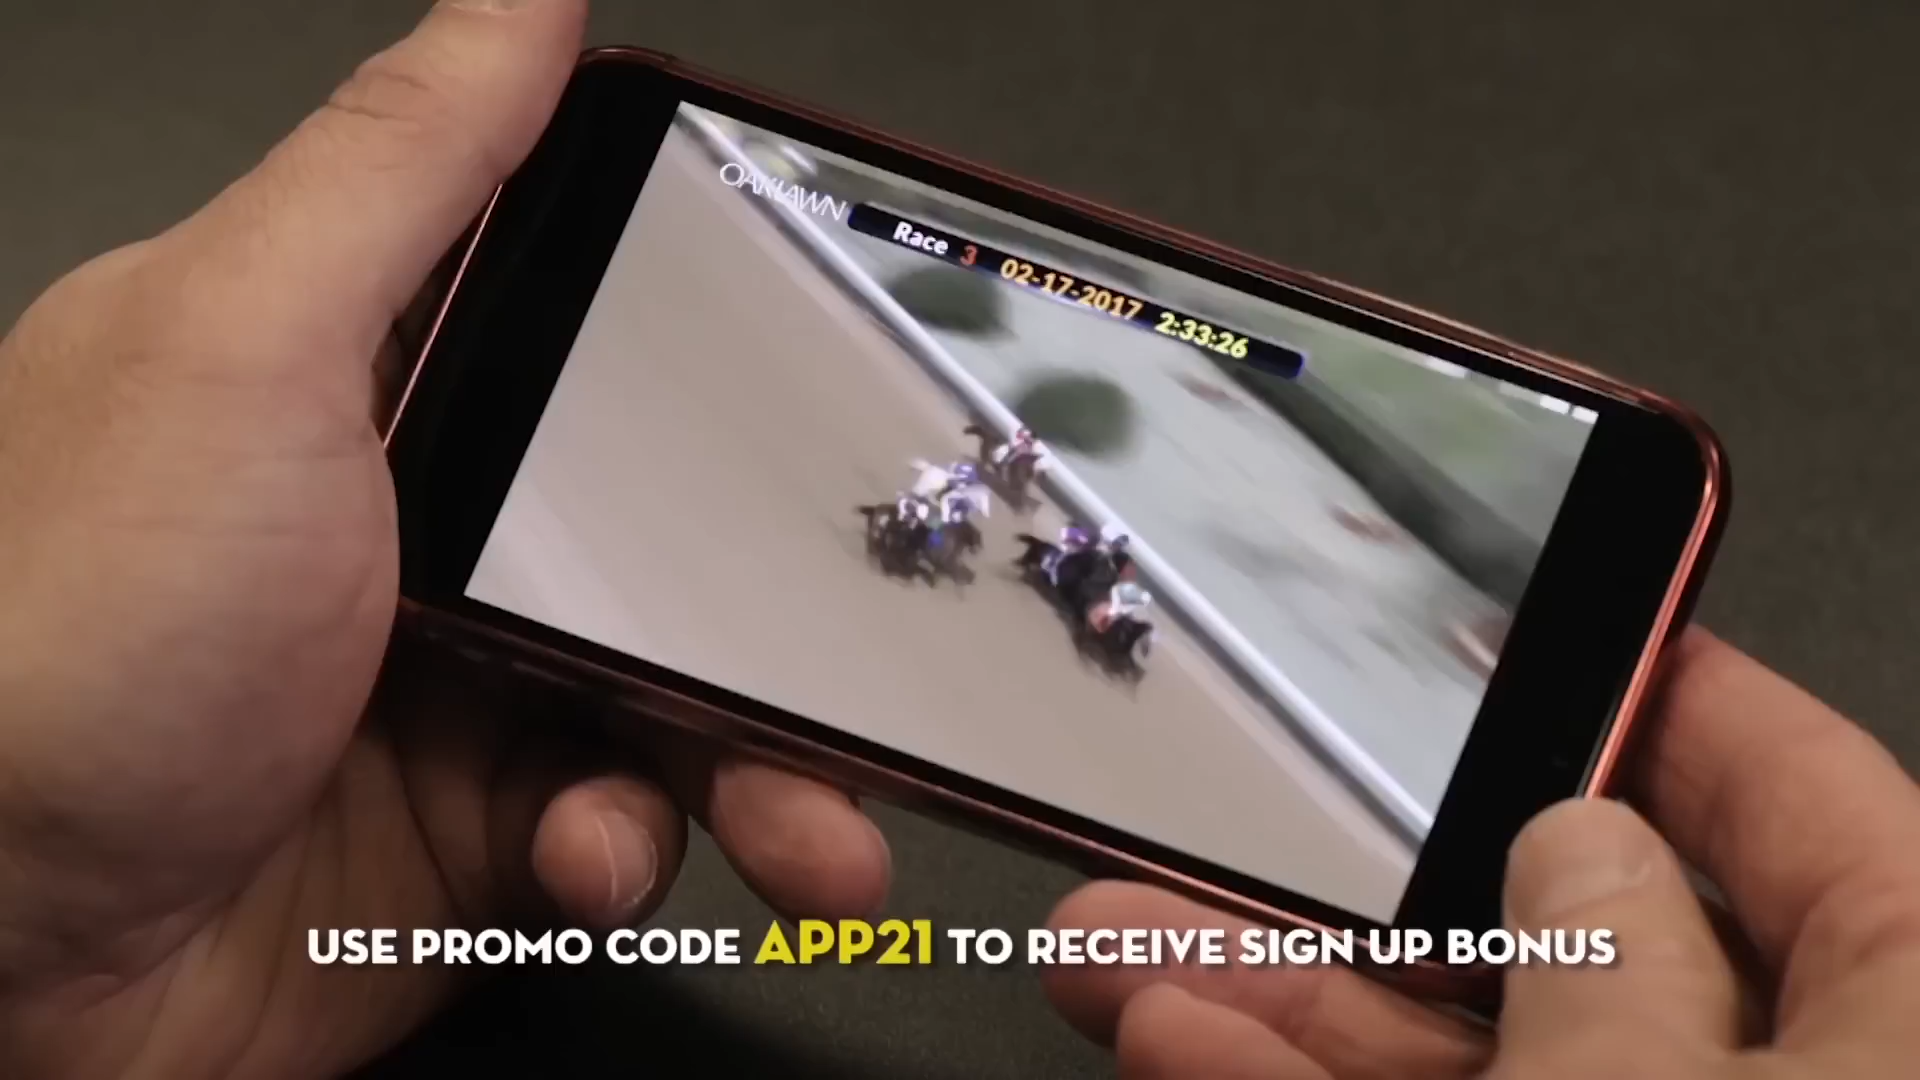 OAKLAWN
Race 3 02-17-2017 2:33:26
USE PROMO CODE APP21 TO RECEIVE SIGN UP BONUS